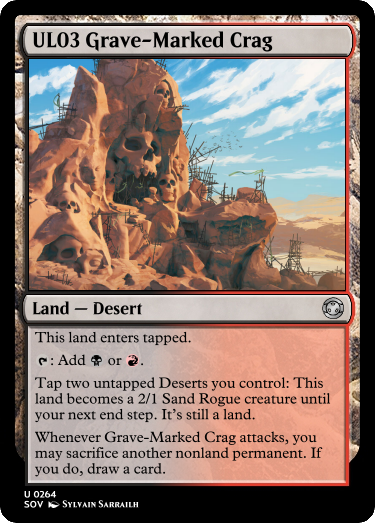 UL03 Grave-Marked Crag
Land — Desert
This land enters tapped.
: Add or .
Tap two untapped Deserts you control: This
land becomes a 2/1 Sand Rogue creature until
your next end step. It's still a land.
Whenever Grave-Marked Crag attacks, you
may sacrifice another nonland permanent. If
you do, draw a card.
U 0264
SOV Sylvain Sarrailh